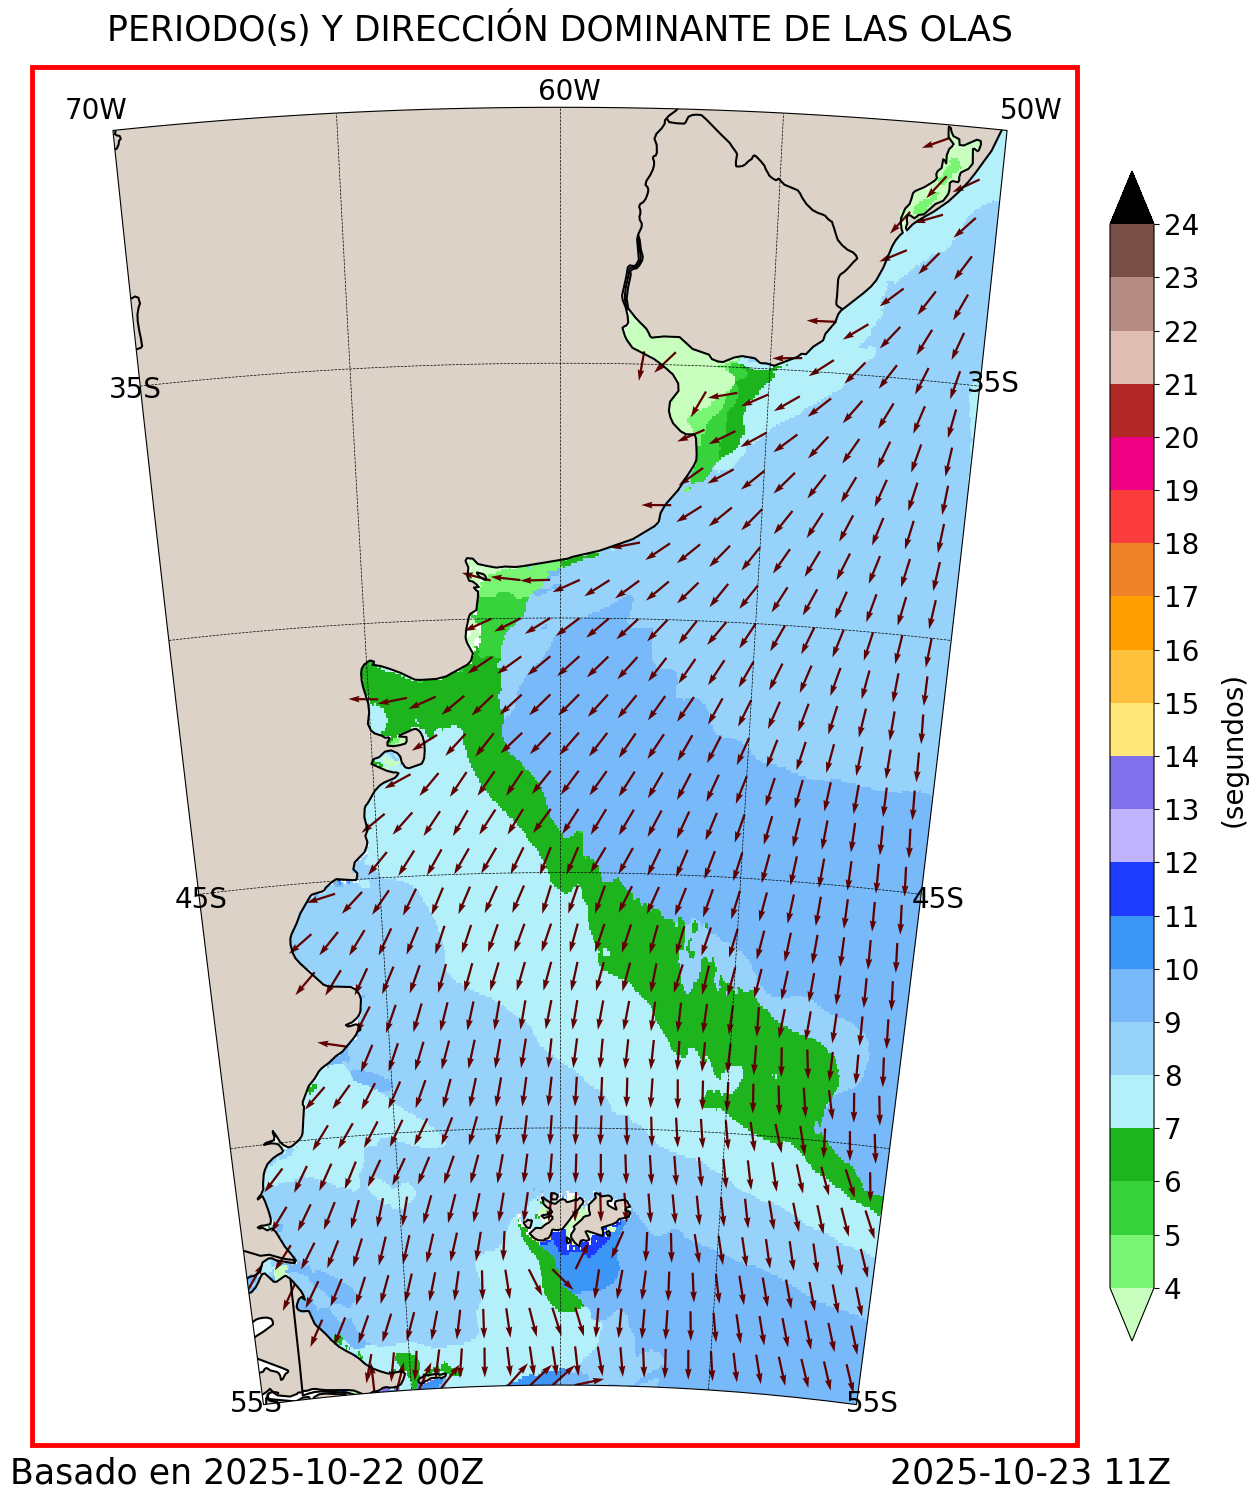 PERIODO(s) Y DIRECCIÓN DOMINANTE DE LAS OLAS
70W
60W
50W
35S
35S
45S
45S
55S
55S
24
23
22
21
20
19
18
17
16
15
14
13
12
11
10
9
8
7
6
5
4
(segundos)
Basado en 2025-10-22 00Z
2025-10-23 11Z